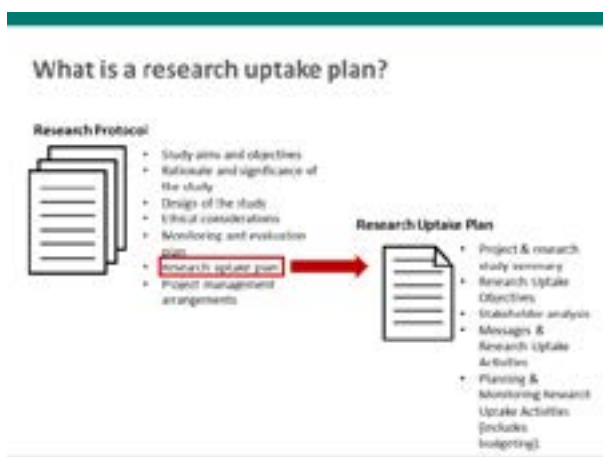 What is a research uptake plan?
Research Protocol
• Study aims and objectives
• Rationale and significance of
the study
• Design of the study
• Ethical considerations
• Monitoring and evaluation
plan
• Research uptake plan
• Project management
arrangements
Research Uptake Plan
• Project & research
study summary
• Research Uptake
Objectives
• Stakeholder analysis
• Messages &
Research Uptake
Activities
• Planning &
Monitoring Research
Uptake Activities
(includes
budgeting)